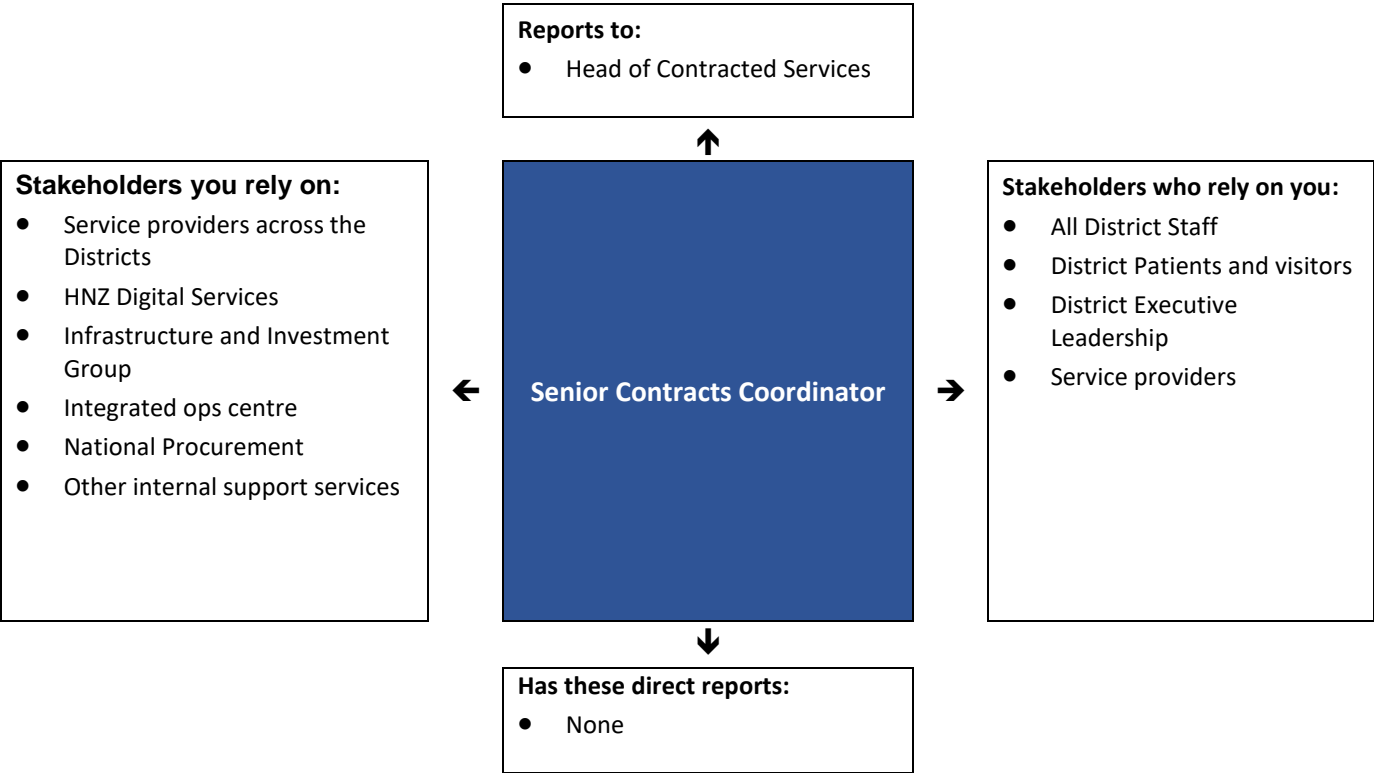 Reports to:
● Head of Contracted Services
↑
Stakeholders you rely on:
● Service providers across the
Districts
● HNZ Digital Services
● Infrastructure and Investment
Group
● Integrated ops centre
● National Procurement
● Other internal support services
←
Senior Contracts Coordinator
→
Stakeholders who rely on you:
● All District Staff
● District Patients and visitors
● District Executive
Leadership
● Service providers
↓
Has these direct reports:
● None